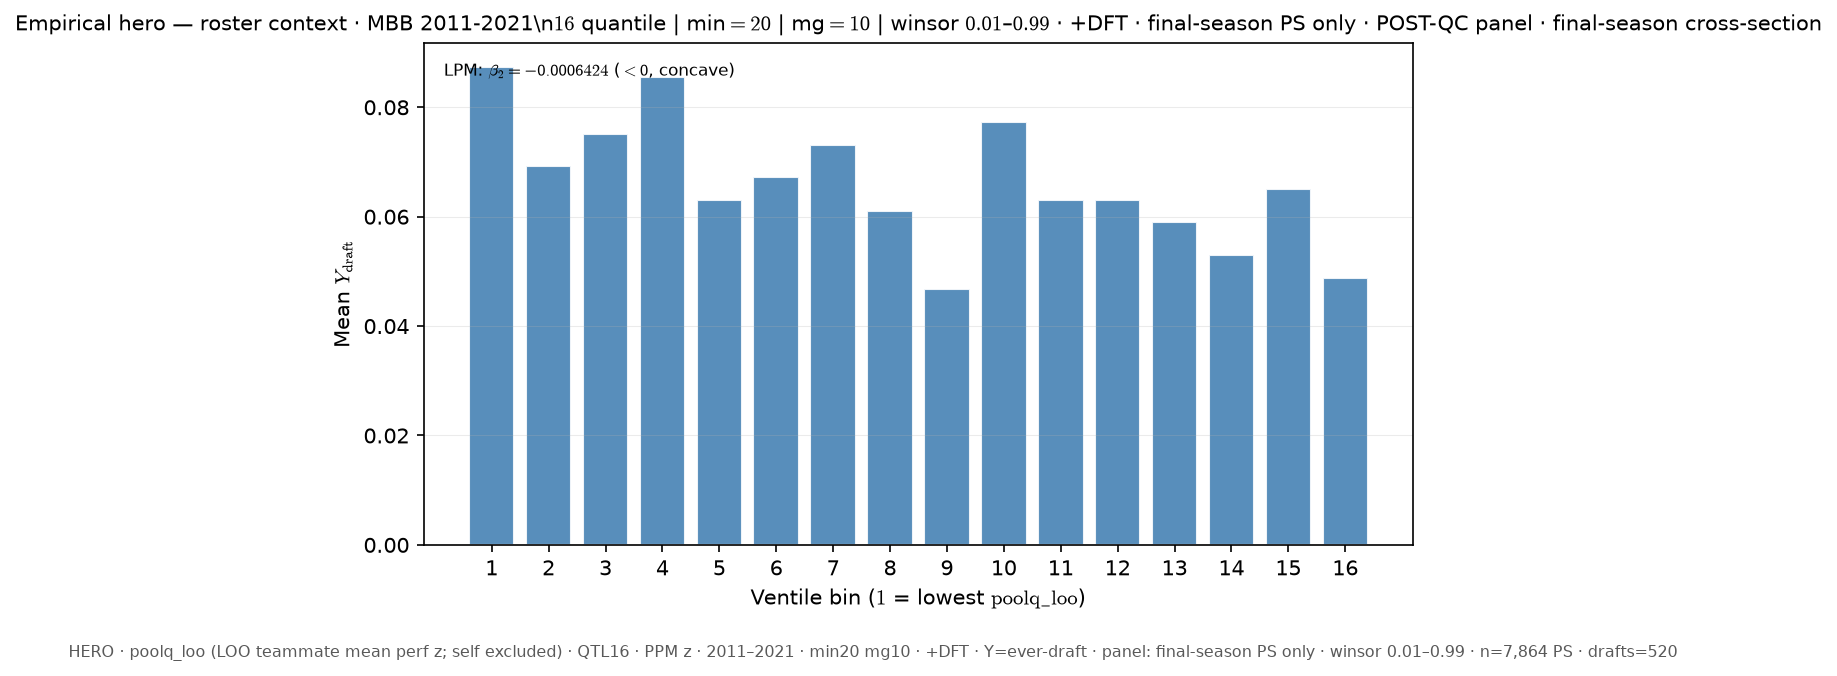 Empirical hero — roster context · MBB 2011-2021\n16 quantile | min = 20 | mg = 10 | winsor 0.01–0.99 · +DFT · final-season PS only · POST-QC panel · final-season cross-section
LPM: β₂ = −0.0006424 (< 0, concave)
Mean Y_draft
0.08
0.06
0.04
0.02
0.00
1 2 3 4 5 6 7 8 9 10 11 12 13 14 15 16
Ventile bin (1 = lowest poolq_loo)
HERO · poolq_loo (LOO teammate mean perf z; self excluded) · QTL16 · PPM z · 2011–2021 · min20 mg10 · +DFT · Y=ever-draft · panel: final-season PS only · winsor 0.01–0.99 · n=7,864 PS · drafts=520